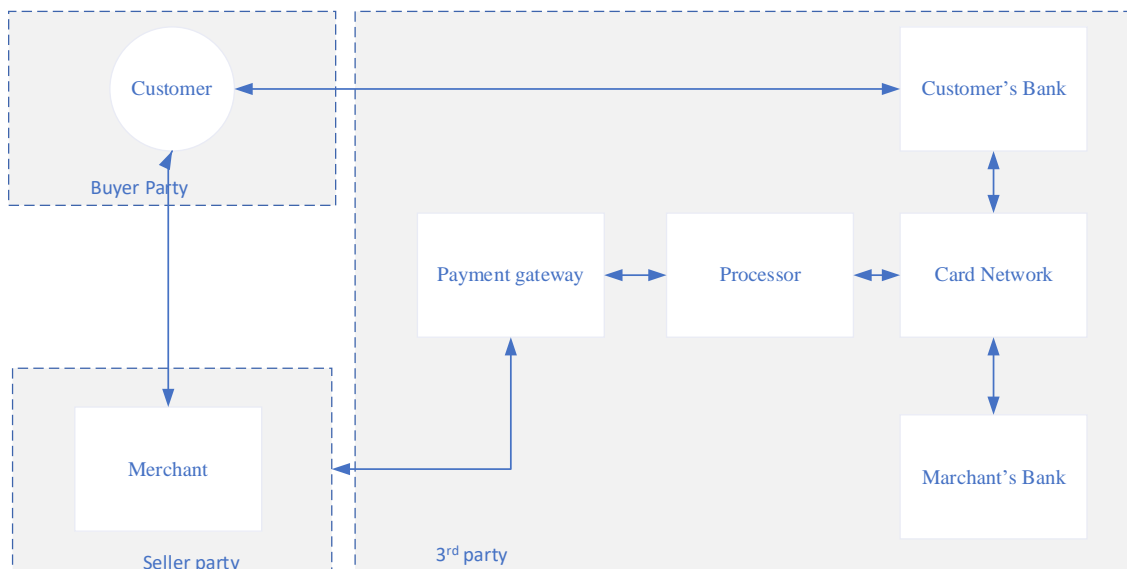 Customer
Customer’s Bank
Buyer Party
Payment gateway
Processor
Card Network
Merchant
Marchant’s Bank
Seller party
3rd party